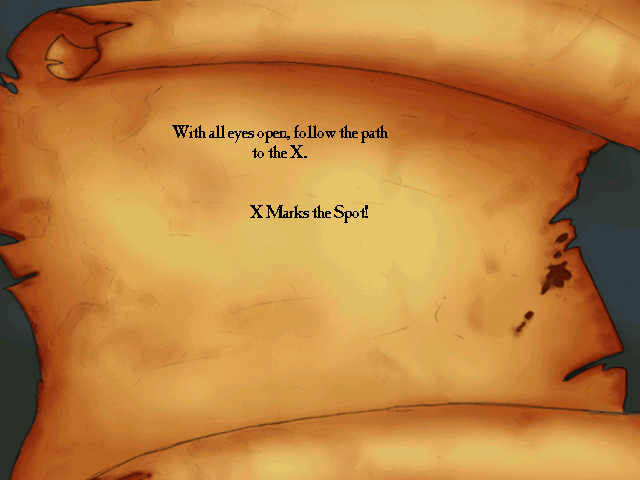 With all eyes open, follow the path
to the X.
X Marks the Spot!